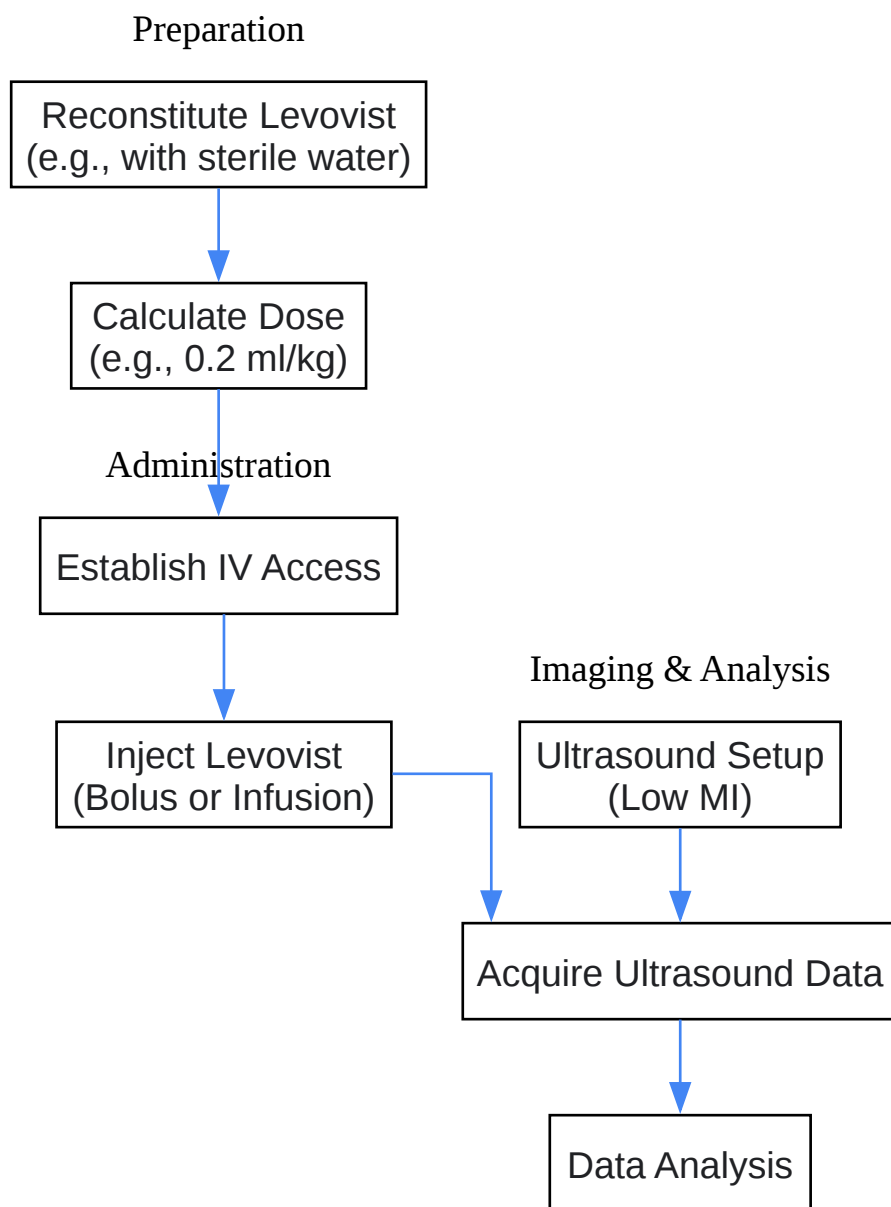 Preparation
Reconstitute Levovist
(e.g., with sterile water)
Calculate Dose
(e.g., 0.2 ml/kg)
Administration
Establish IV Access
Inject Levovist
(Bolus or Infusion)
Imaging & Analysis
Ultrasound Setup
(Low MI)
Acquire Ultrasound Data
Data Analysis